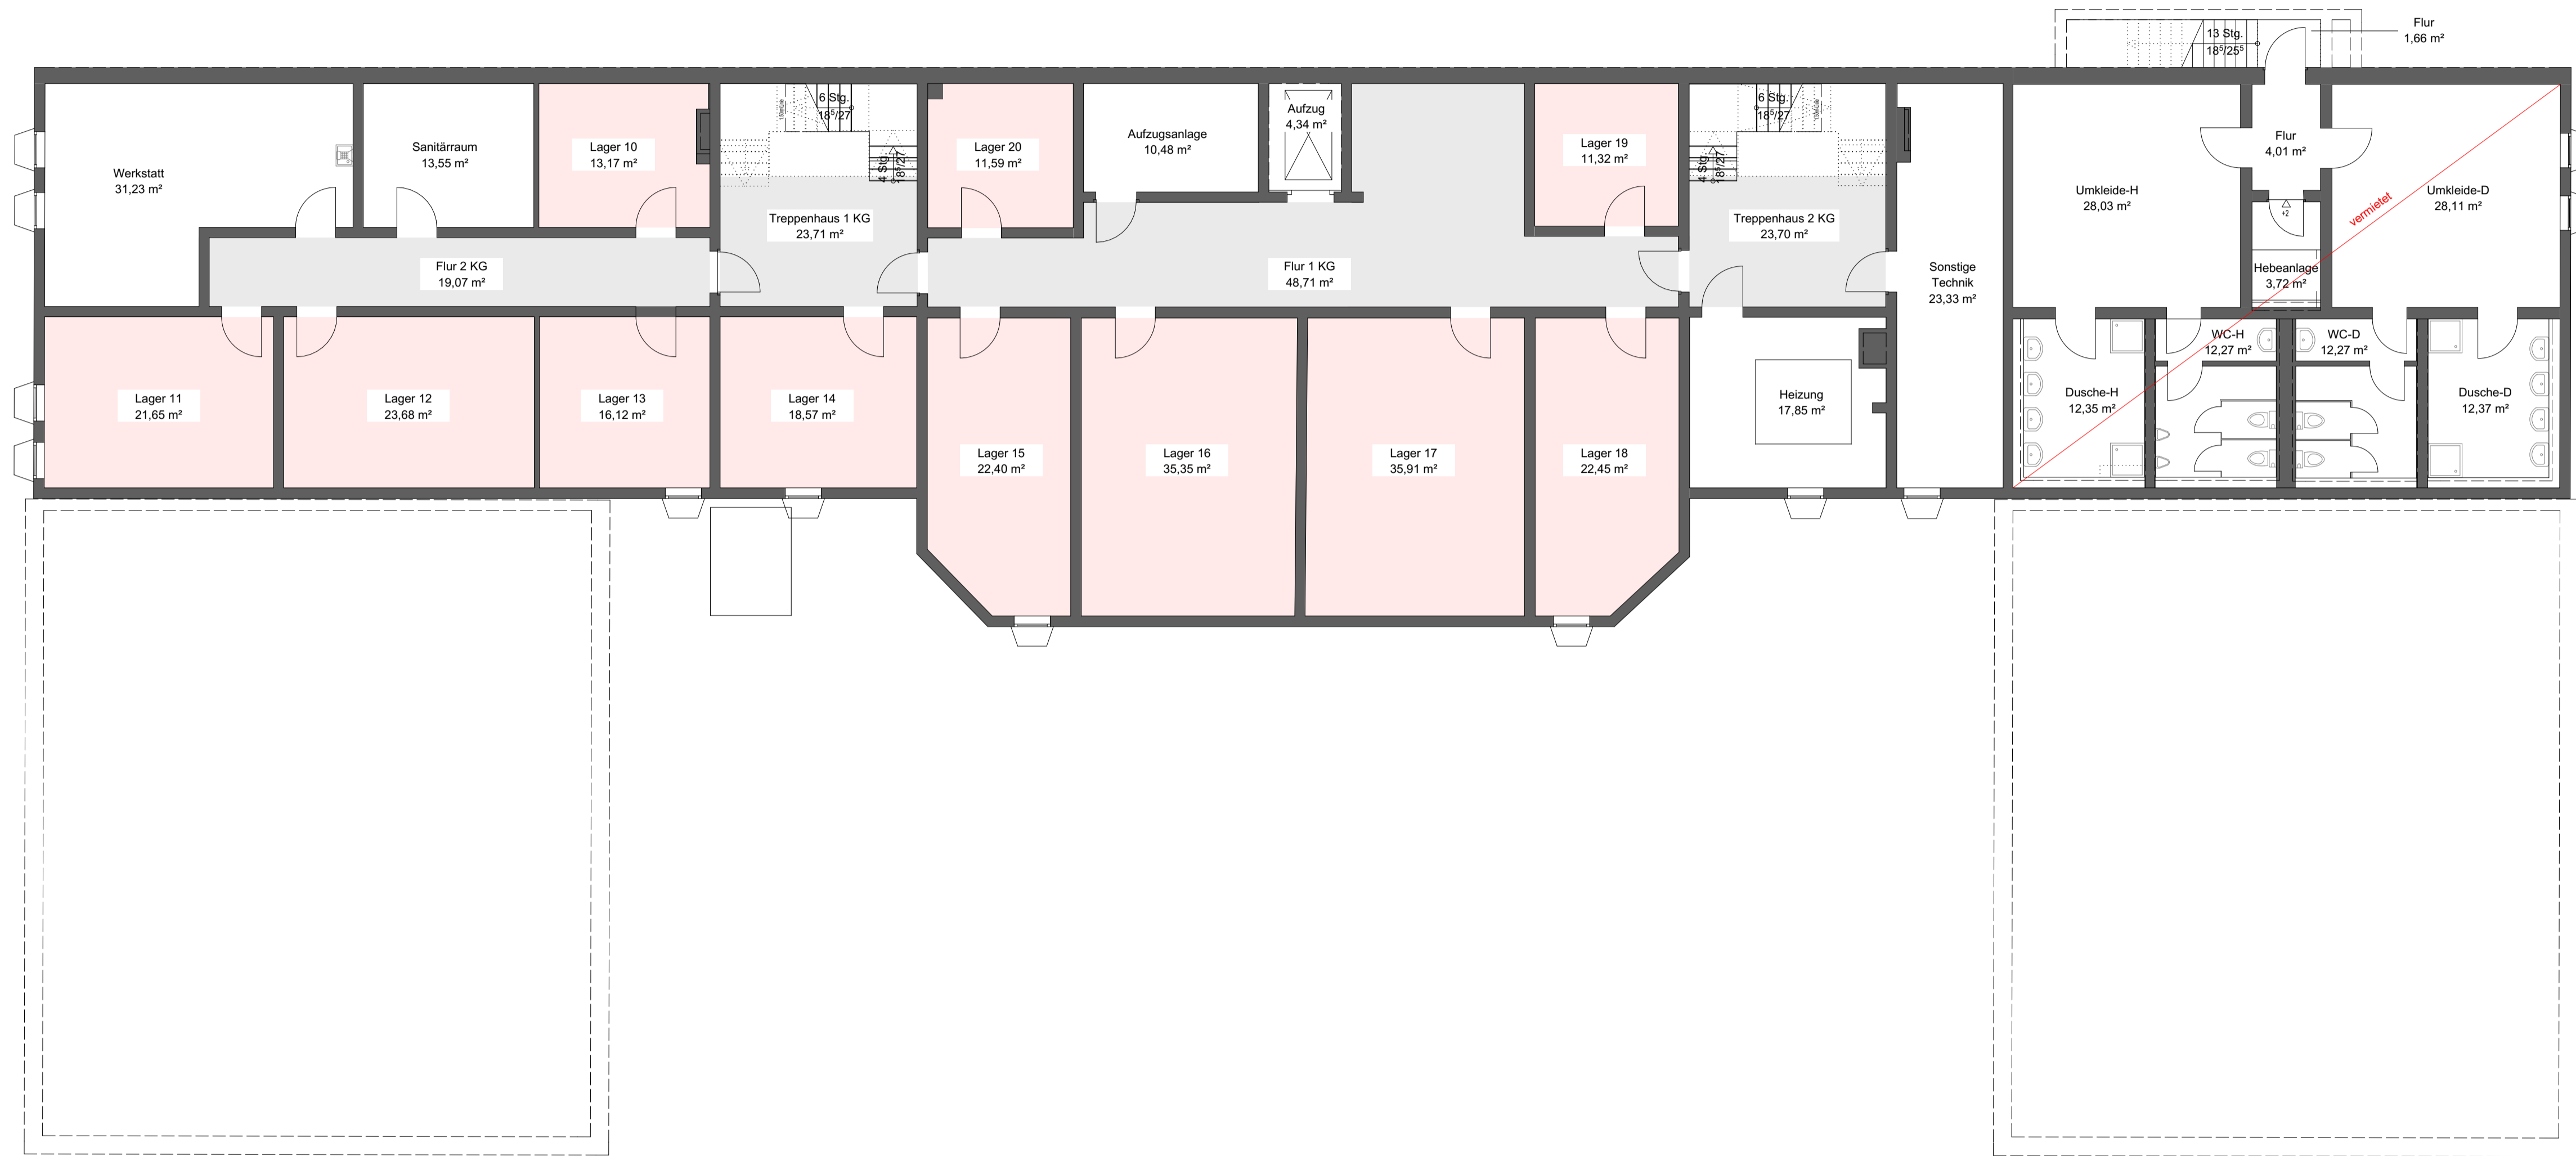 Flur
1,66 m²
13 Stg.
18⁵/25⁵
6 Stg.
18⁵/27
6 Stg.
18⁵/27
Aufzug
4,34 m²
Aufzugsanlage
10,48 m²
Flur
4,01 m²
Lager 10
13,17 m²
Lager 20
11,59 m²
Lager 19
11,32 m²
Sanitärraum
13,55 m²
Werkstatt
31,23 m²
4 Stg.
18⁵/27
4 Stg.
18⁵/27
Umkleide-H
28,03 m²
Umkleide-D
28,11 m²
vermietet
+2
Treppenhaus 1 KG
23,71 m²
Treppenhaus 2 KG
23,70 m²
Flur 2 KG
19,07 m²
Flur 1 KG
48,71 m²
Sonstige
Technik
23,33 m²
Hebeanlage
3,72 m²
WC-H
12,27 m²
WC-D
12,27 m²
Lager 11
21,65 m²
Lager 12
23,68 m²
Lager 13
16,12 m²
Lager 14
18,57 m²
Heizung
17,85 m²
Dusche-H
12,35 m²
Dusche-D
12,37 m²
Lager 15
22,40 m²
Lager 16
35,35 m²
Lager 17
35,91 m²
Lager 18
22,45 m²